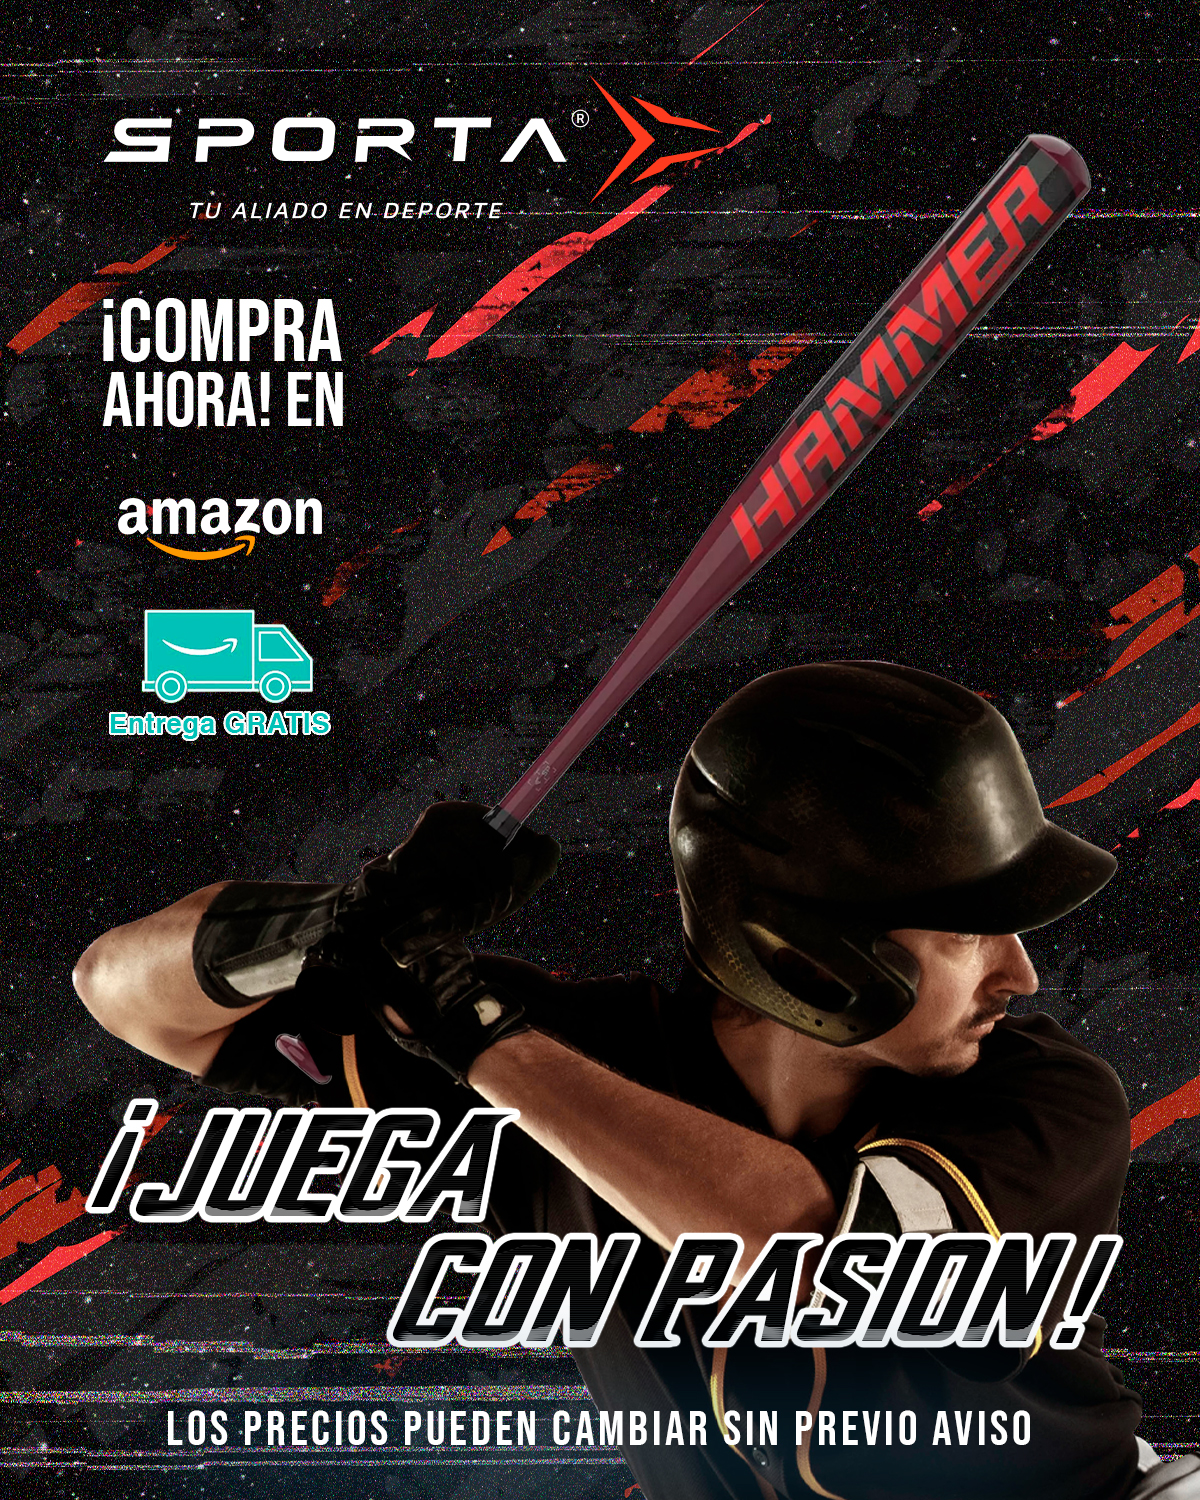 SPORTA®
TU ALIADO EN DEPORTE
HAMMER
¡COMPRA
AHORA! EN
amazon
Entrega GRATIS
¡JUEGA
CON PASION!
LOS PRECIOS PUEDEN CAMBIAR SIN PREVIO AVISO